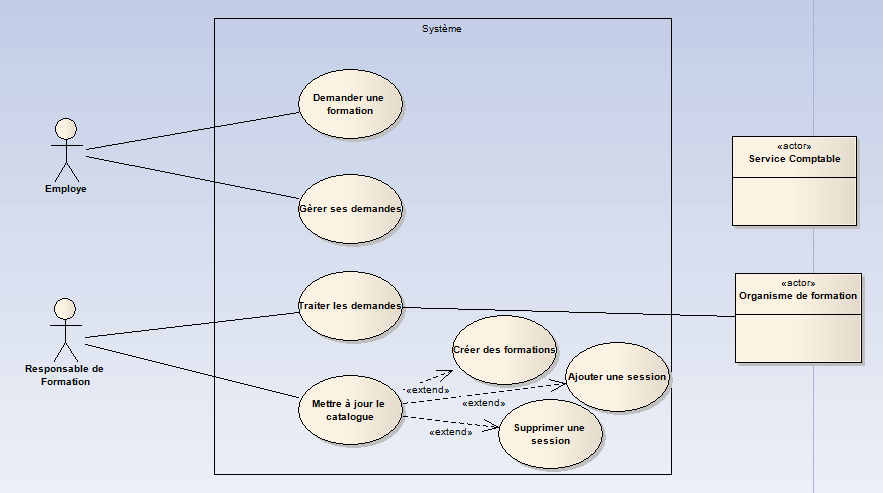 Système
Demander une
formation
Employe
Gérer ses demandes
«actor»
Service Comptable
Traiter les demandes
«actor»
Organisme de formation
Responsable de
Formation
Créer des formations
Ajouter une session
Mettre à jour le
catalogue
«extend»
«extend»
«extend»
Supprimer une
session